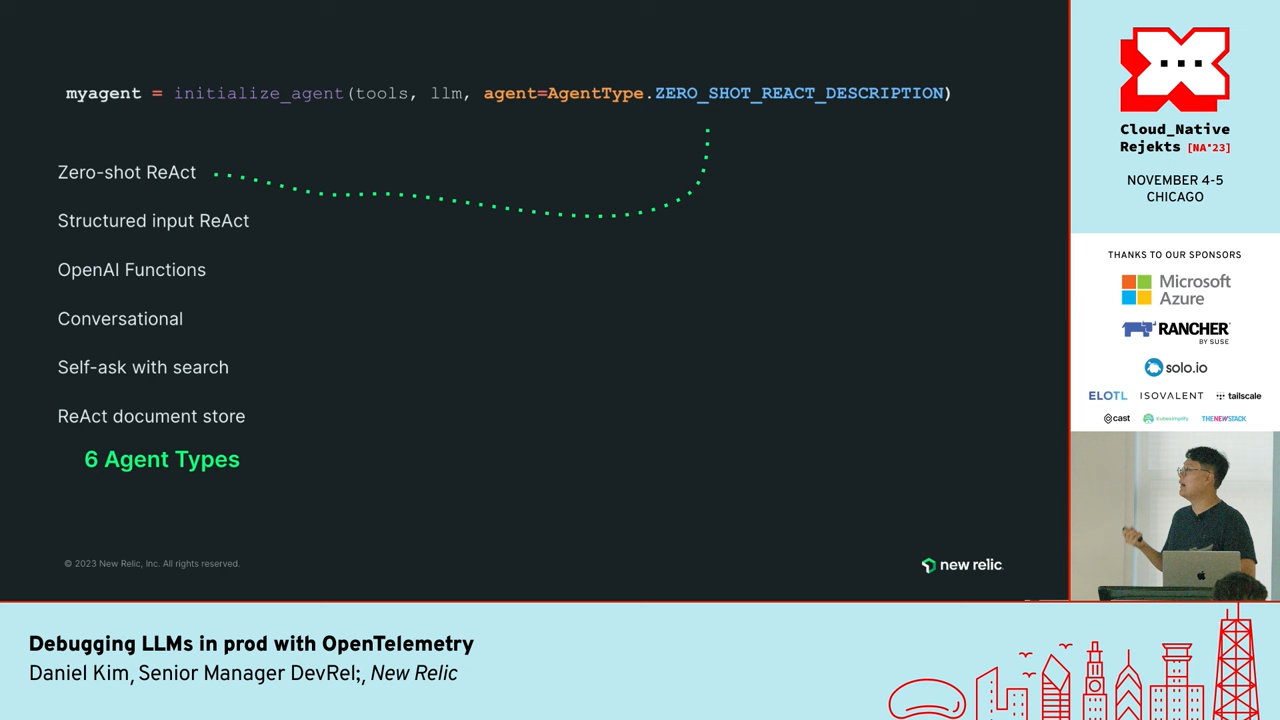 myagent = initialize_agent(tools, llm, agent=AgentType.ZERO_SHOT_REACT_DESCRIPTION)
Zero-shot ReAct
Structured input ReAct
OpenAI Functions
Conversational
Self-ask with search
ReAct document store
6 Agent Types
© 2023 New Relic, Inc. All rights reserved.
new relic
Cloud_Native
Rejekts [NA'23]
NOVEMBER 4-5
CHICAGO
THANKS TO OUR SPONSORS
Microsoft
Azure
RANCHER
BY SUSE
solo.io
ELOTL ISOVALENT tailscale
cast Kubesimplify THENEWSTACK
Debugging LLMs in prod with OpenTelemetry
Daniel Kim, Senior Manager DevRel;, New Relic